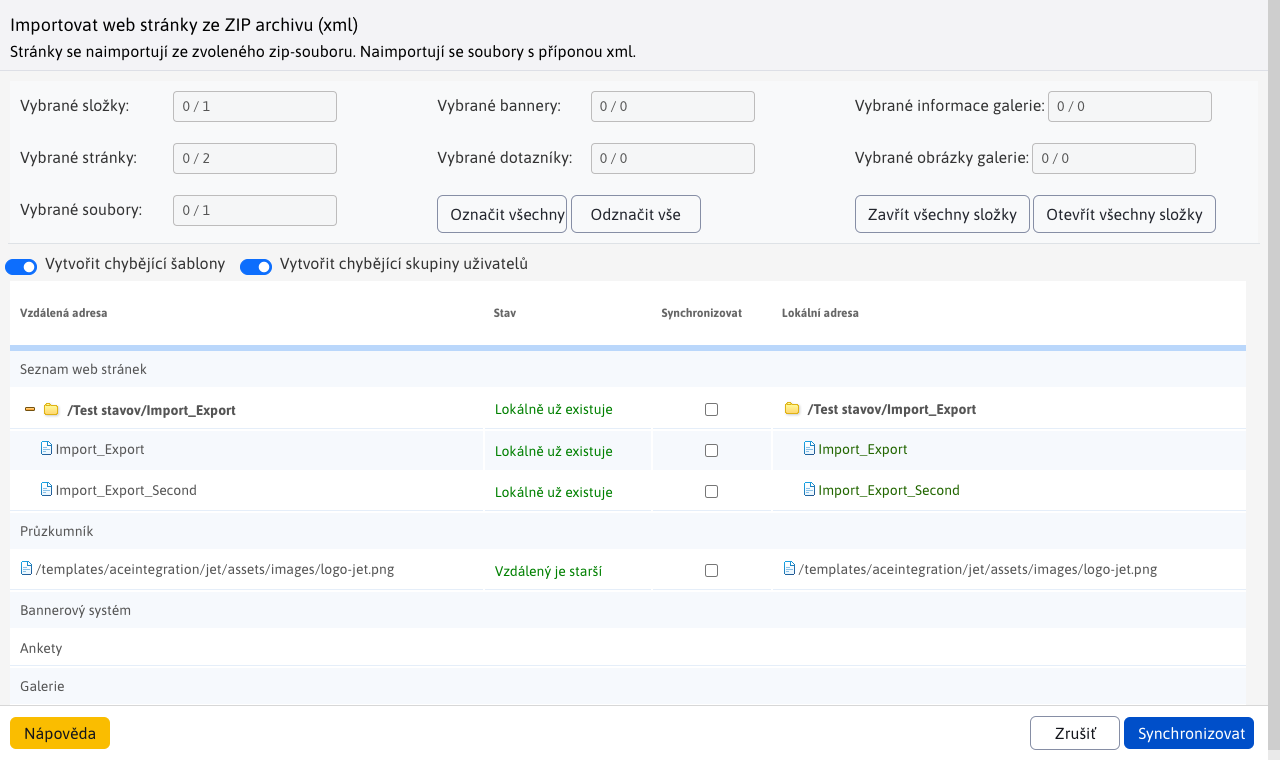 Importovat web stránky ze ZIP archivu (xml)
Stránky se naimportují ze zvoleného zip-souboru. Naimportují se soubory s příponou xml.
Vybrané složky: 0 / 1 Vybrané bannery: 0 / 0 Vybrané informace galerie: 0 / 0
Vybrané stránky: 0 / 2 Vybrané dotazníky: 0 / 0 Vybrané obrázky galerie: 0 / 0
Vybrané soubory: 0 / 1 Označit všechny Odznačit vše Zavřít všechny složky Otevřít všechny složky
Vytvořit chybějící šablony Vytvořit chybějící skupiny uživatelů
Vzdálená adresa Stav Synchronizovat Lokální adresa
Seznam web stránek
/Test stavov/Import_Export Lokálně už existuje /Test stavov/Import_Export
Import_Export Lokálně už existuje Import_Export
Import_Export_Second Lokálně už existuje Import_Export_Second
Průzkumník
/templates/aceintegration/jet/assets/images/logo-jet.png Vzdálený je starší /templates/aceintegration/jet/assets/images/logo-jet.png
Bannerový systém
Ankety
Galerie
Nápověda Zrušiť Synchronizovat